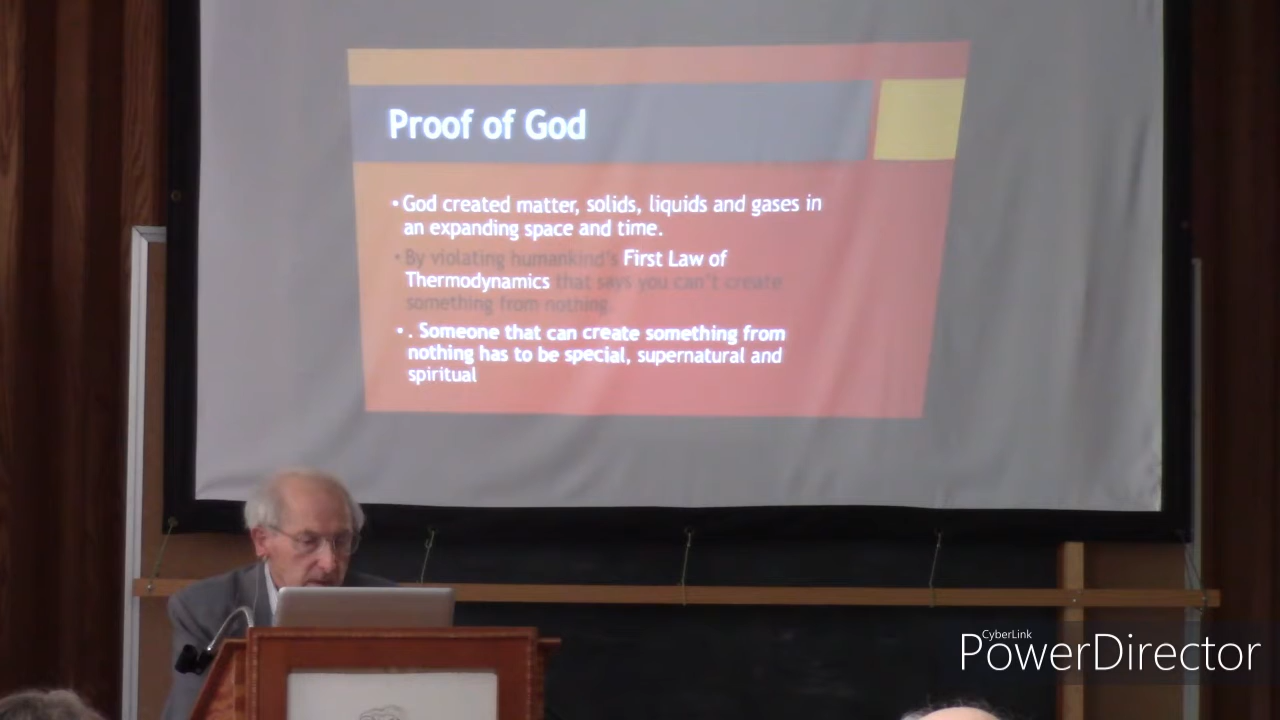 Proof of God
• God created matter, solids, liquids and gases in
an expanding space and time.
• By violating humankind's First Law of
Thermodynamics that says you can't create
something from nothing.
• . Someone that can create something from
nothing has to be special, supernatural and
spiritual
CyberLink
PowerDirector